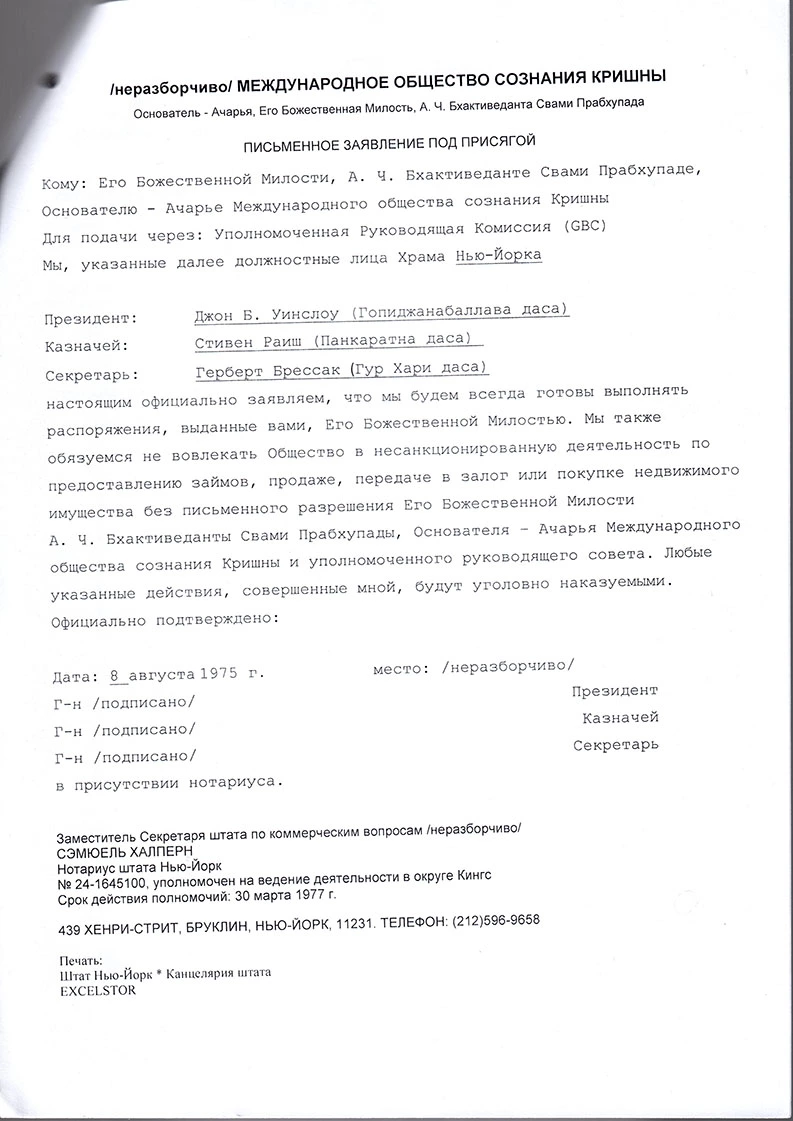 /неразборчиво/ МЕЖДУНАРОДНОЕ ОБЩЕСТВО СОЗНАНИЯ КРИШНЫ
Основатель - Ачарья, Его Божественная Милость, А. Ч. Бхактиведанта Свами Прабхупада
ПИСЬМЕННОЕ ЗАЯВЛЕНИЕ ПОД ПРИСЯГОЙ
Кому: Его Божественной Милости, А. Ч. Бхактиведанте Свами Прабхупаде,
Основателю – Ачарье Международного общества сознания Кришны
Для подачи через: Уполномоченная Руководящая Комиссия (GBC)
Мы, указанные далее должностные лица Храма Нью-Йорка
Президент: Джон Б. Уинслоу (Гопиджанабаллава даса)
Казначей: Стивен Раиш (Панкаратна даса)
Секретарь: Герберт Брессак (Гур Хари даса)
настоящим официально заявляем, что мы будем всегда готовы выполнять
распоряжения, выданные вами, Его Божественной Милостью. Мы также
обязуемся не вовлекать Общество в несанкционированную деятельность по
предоставлению займов, продаже, передаче в залог или покупке недвижимого
имущества без письменного разрешения Его Божественной Милости
А. Ч. Бхактиведанты Свами Прабхупады, Основателя – Ачарья Международного
общества сознания Кришны и уполномоченного руководящего совета. Любые
указанные действия, совершенные мной, будут уголовно наказуемыми.
Официально подтверждено:
Дата: 8 августа 1975 г. место: /неразборчиво/
Г-н /подписано/ Президент
Г-н /подписано/ Казначей
Г-н /подписано/ Секретарь
в присутствии нотариуса.
Заместитель Секретаря штата по коммерческим вопросам /неразборчиво/
СЭМЮЕЛЬ ХАЛПЕРН
Нотариус штата Нью-Йорк
№ 24-1645100, уполномочен на ведение деятельности в округе Кингс
Срок действия полномочий: 30 марта 1977 г.
439 ХЕНРИ-СТРИТ, БРУКЛИН, НЬЮ-ЙОРК, 11231. ТЕЛЕФОН: (212)596-9658
Печать:
Штат Нью-Йорк * Канцелярия штата
EXCELSTOR